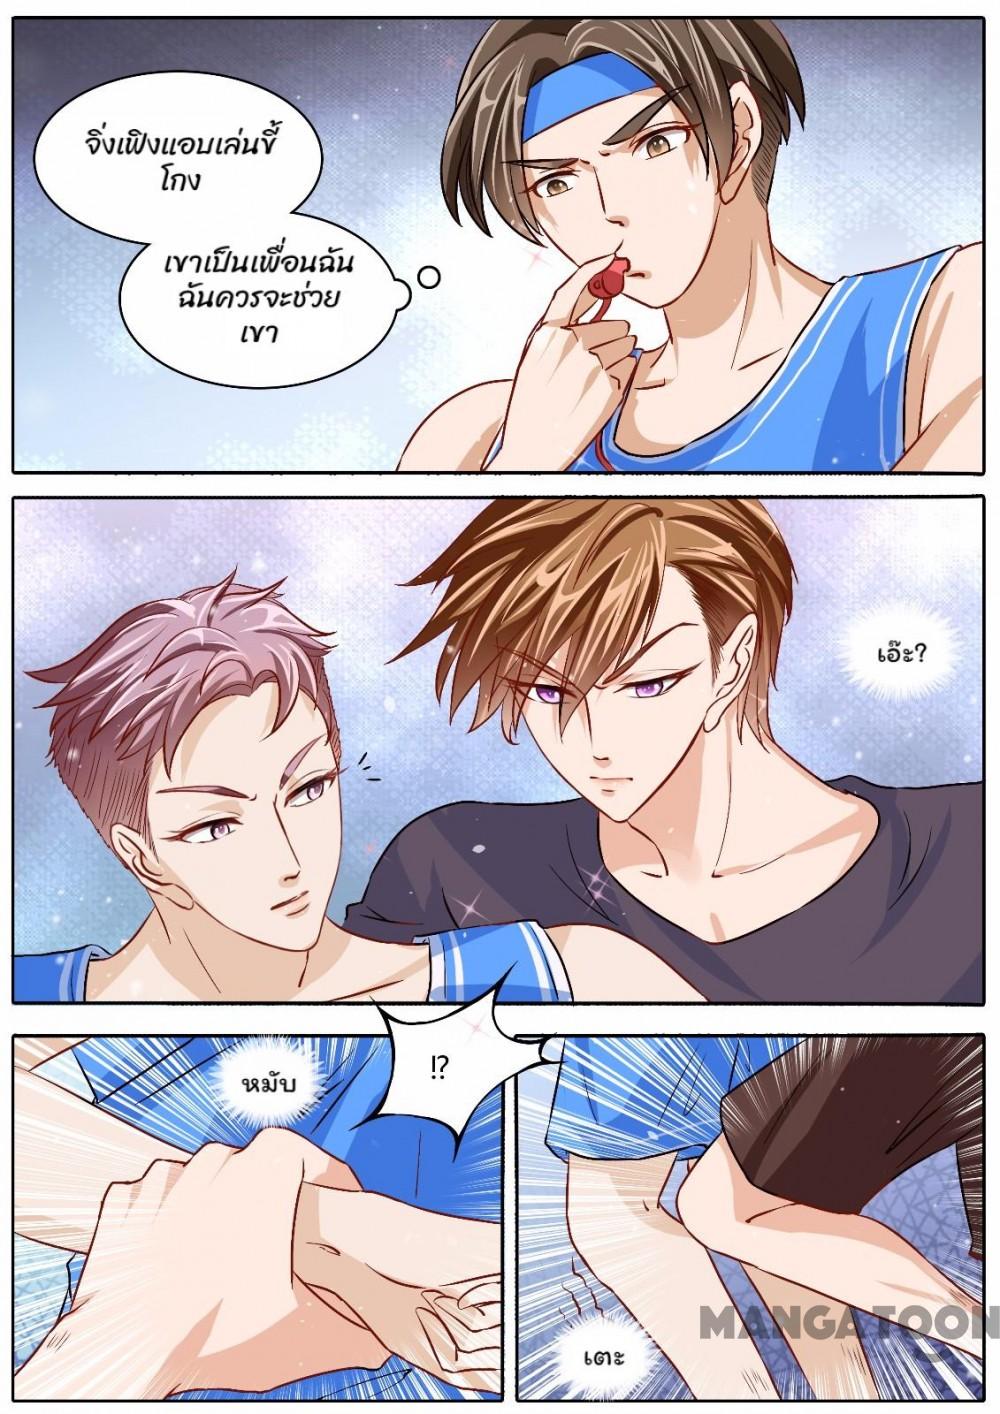 จิ่งเฟิงแอบเล่นขี้
โกง
เขาเป็นเพื่อนฉัน
ฉันควรจะช่วย
เขา
เอ๊ะ?
หมับ
!?
เตะ
MANGATOON